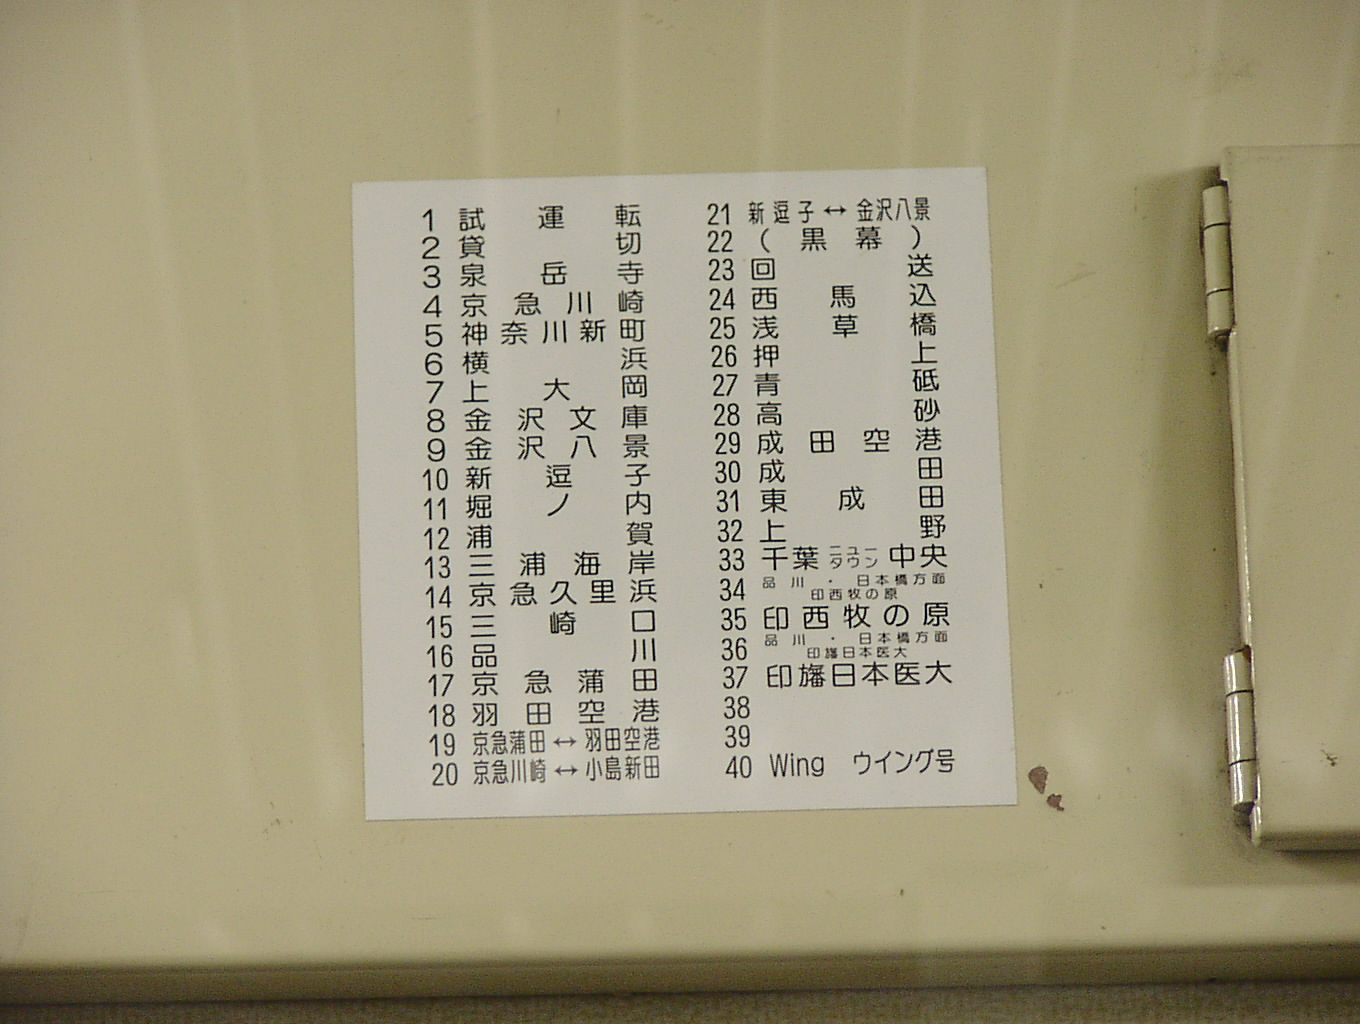 1 試運転
2 貸切
3 泉岳寺
4 京急川崎
5 神奈川新町
6 横浜
7 上大岡
8 金沢文庫
9 金沢八景
10 新逗子
11 堀ノ内
12 浦賀
13 三浦海岸
14 京急久里浜
15 三崎口
16 品川
17 京急蒲田
18 羽田空港
19 京急蒲田↔羽田空港
20 京急川崎↔小島新田
21 新逗子↔金沢八景
22 (黒幕)
23 回送
24 西馬込
25 浅草橋
26 押上
27 青砥
28 高砂
29 成田空港
30 成田
31 東成田
32 上野
33 千葉ニュータウン中央
34 品川・日本橋方面
印西牧の原
35 印西牧の原
36 品川・日本橋方面
印旛日本医大
37 印旛日本医大
38
39
40 Wing ウイング号